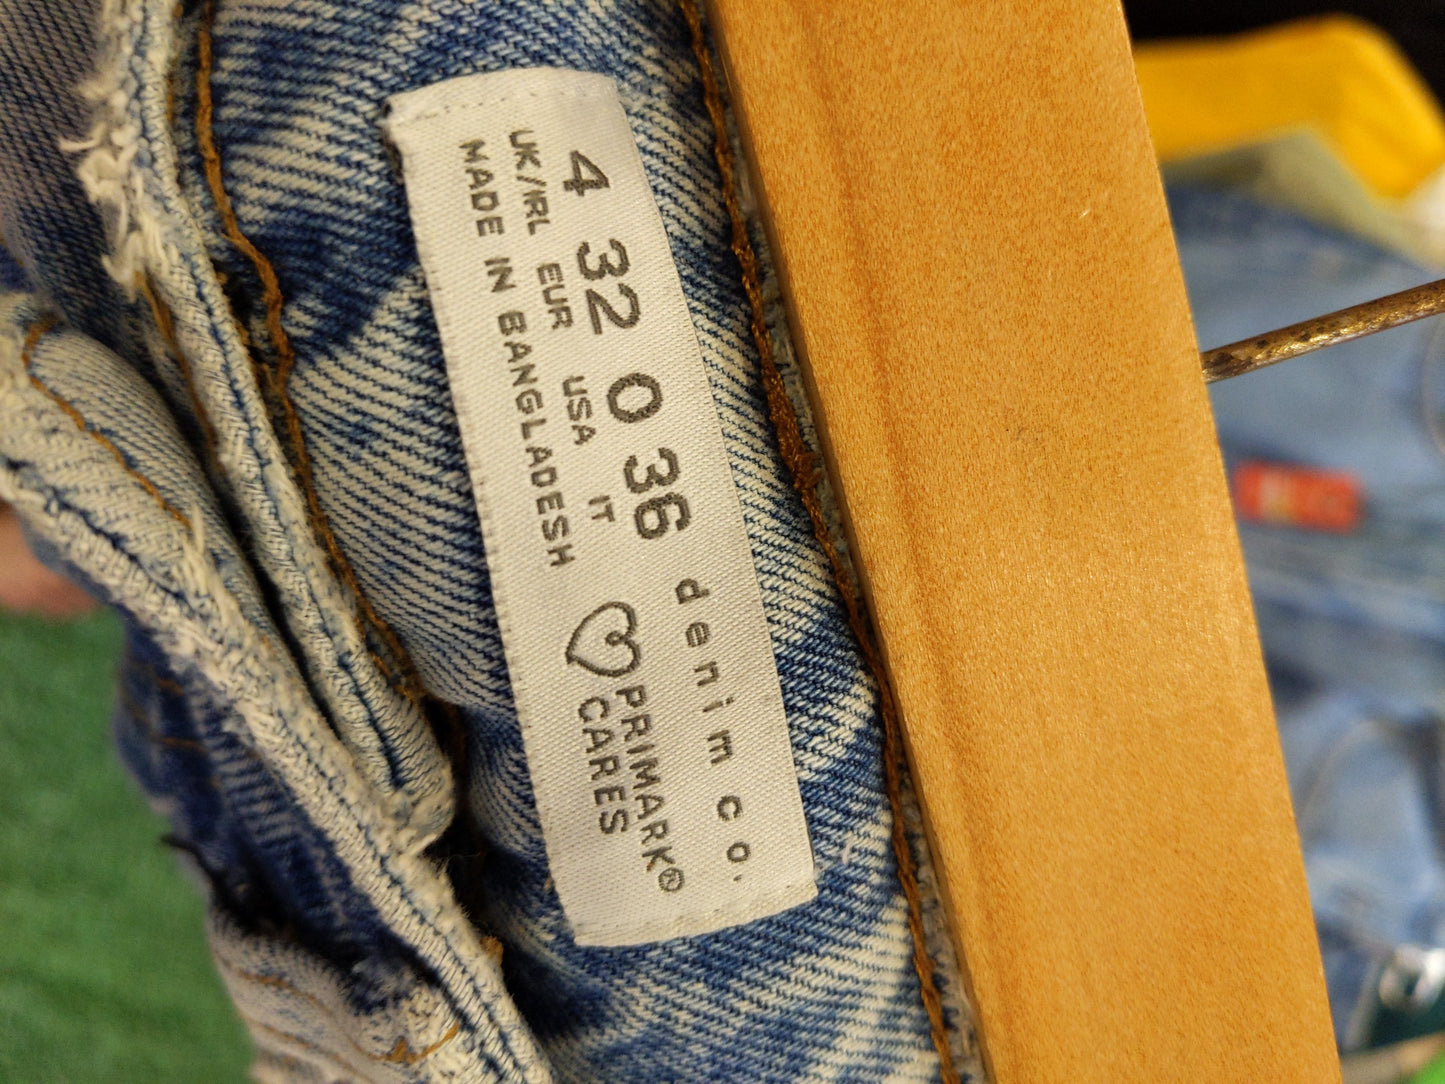 denim co.
4 32 0 36
UK/IRL EUR USA IT
MADE IN BANGLADESH
PRIMARK®
CARES